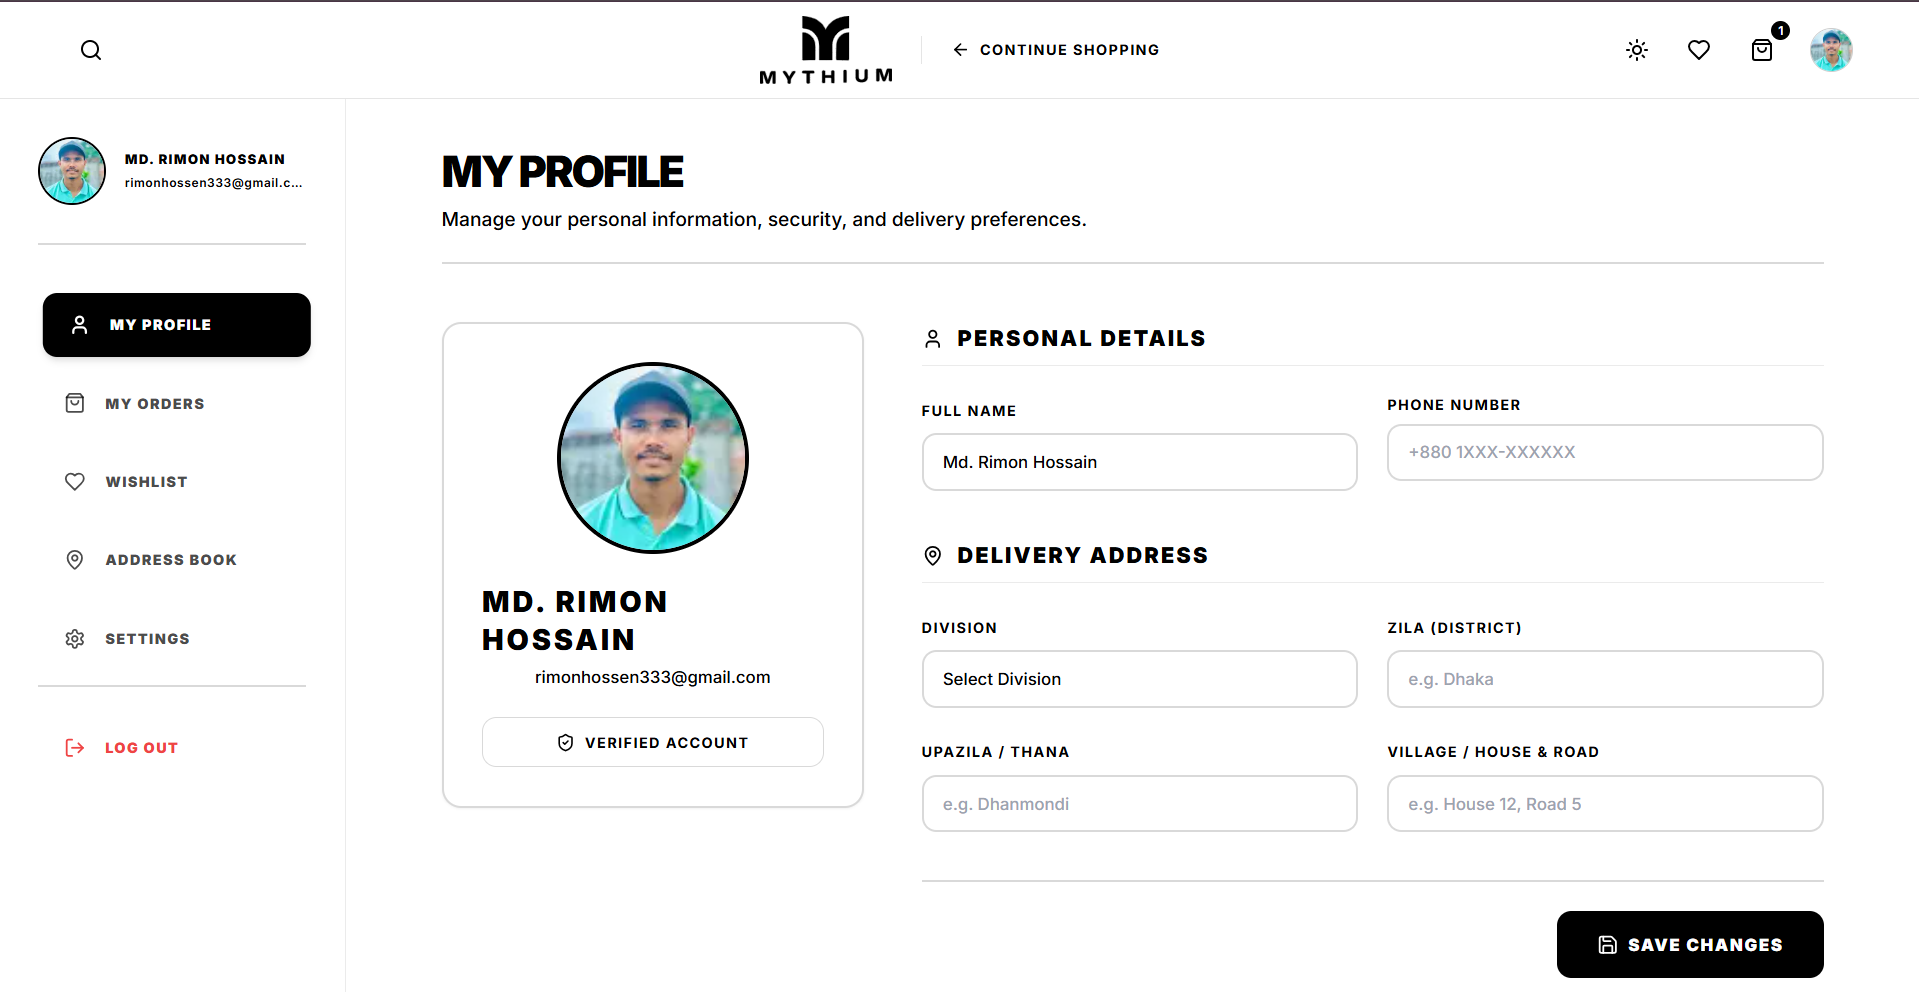 MYTHIUM
CONTINUE SHOPPING
1
MD. RIMON HOSSAIN
rimonhossen333@gmail.c...
MY PROFILE
MY ORDERS
WISHLIST
ADDRESS BOOK
SETTINGS
LOG OUT
MY PROFILE
Manage your personal information, security, and delivery preferences.
MD. RIMON
HOSSAIN
rimonhossen333@gmail.com
VERIFIED ACCOUNT
PERSONAL DETAILS
FULL NAME
Md. Rimon Hossain
PHONE NUMBER
+880 1XXX-XXXXXX
DELIVERY ADDRESS
DIVISION
Select Division
ZILA (DISTRICT)
e.g. Dhaka
UPAZILA / THANA
e.g. Dhanmondi
VILLAGE / HOUSE & ROAD
e.g. House 12, Road 5
SAVE CHANGES